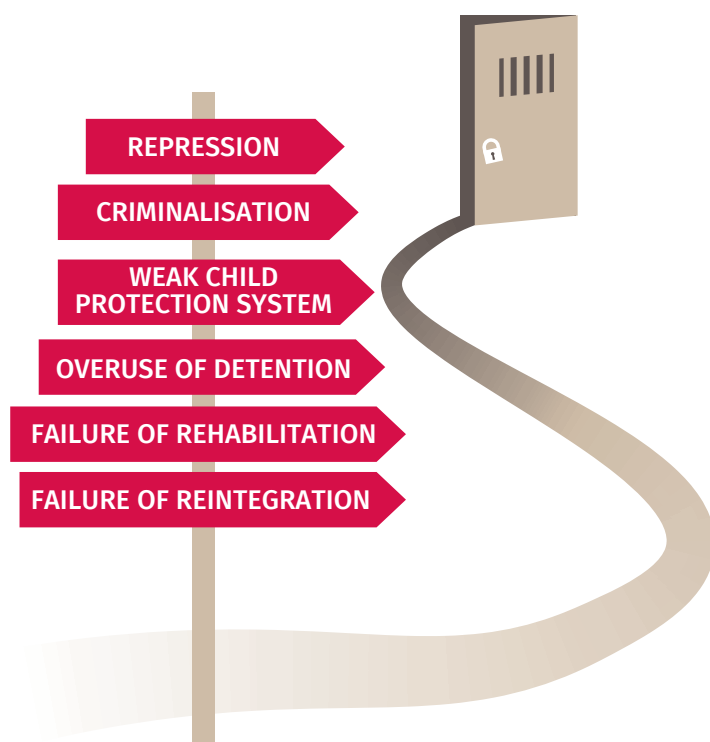 REPRESSION
CRIMINALISATION
WEAK CHILD
PROTECTION SYSTEM
OVERUSE OF DETENTION
FAILURE OF REHABILITATION
FAILURE OF REINTEGRATION